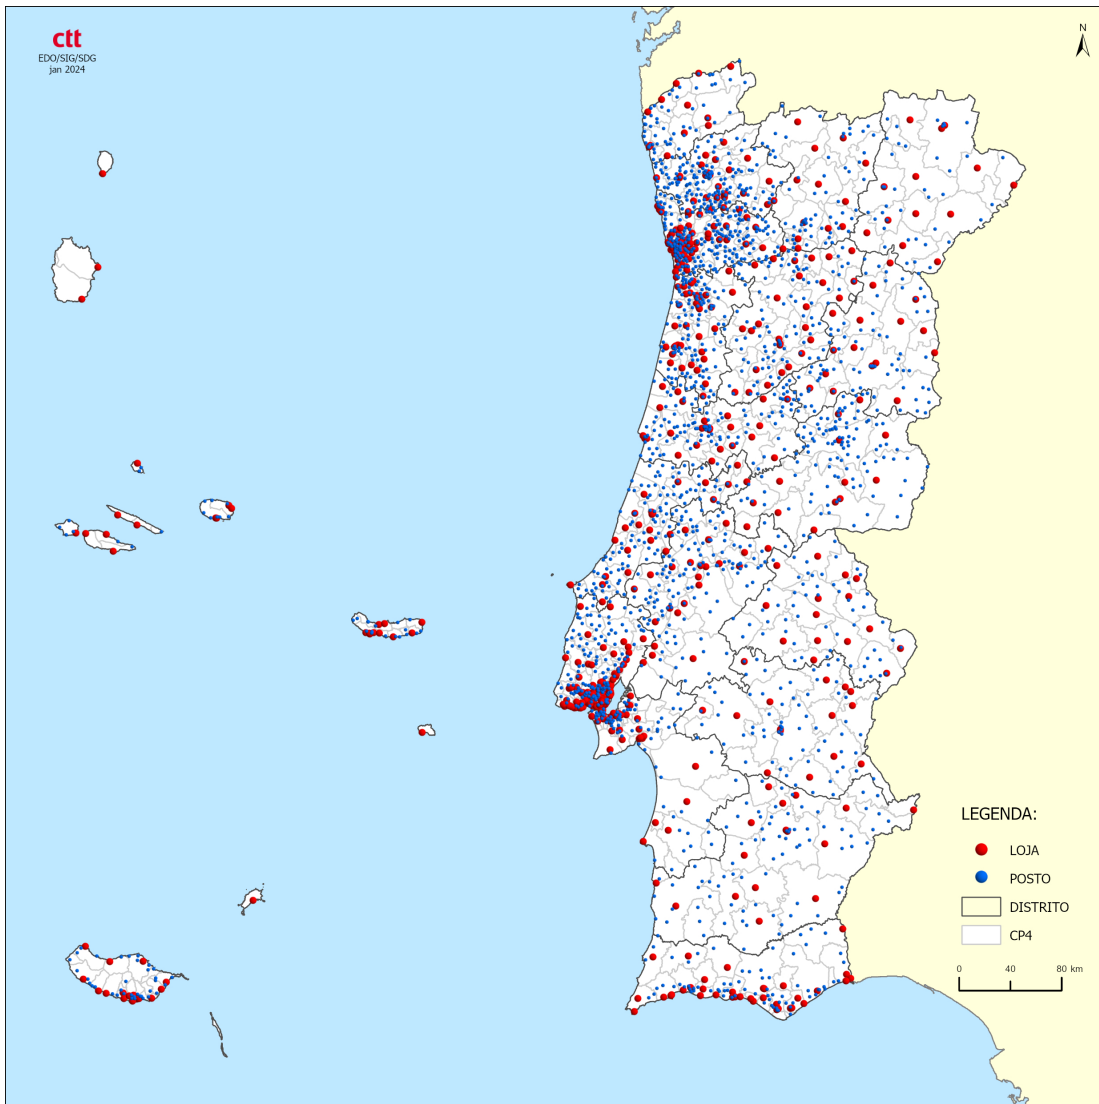 ctt
EDO/SIG/SDG
jan 2024
N
LEGENDA:
LOJA
POSTO
DISTRITO
CP4
0 40 80 km